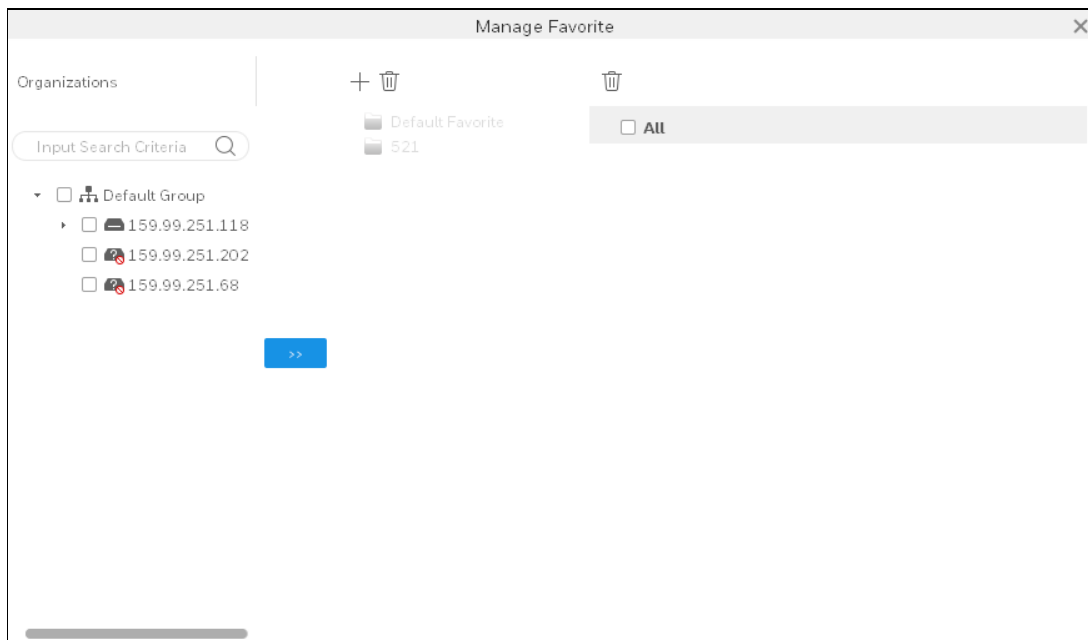 Manage Favorite
Organizations
Default Favorite
All
Input Search Criteria
521
Default Group
159.99.251.118
159.99.251.202
159.99.251.68
>>